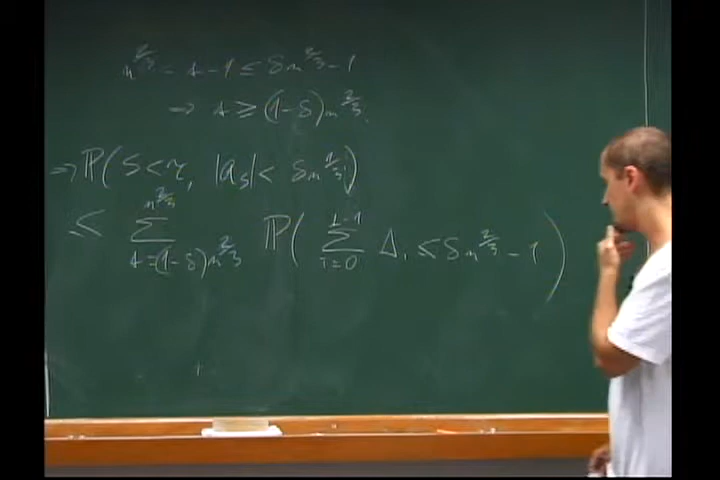 n^{2/3} - t - 1 ≤ δn^{2/3} - 1
⇒ t ≥ (1-δ)n^{2/3}.
⇒ ℙ(S<τ, |a_S| < δn^{2/3})
≤ Σ_{t=(1-δ)n^{2/3}}^{n^{2/3}} ℙ( Σ_{i=0}^{t-1} Δ_i ≤ δn^{2/3} - 1 )